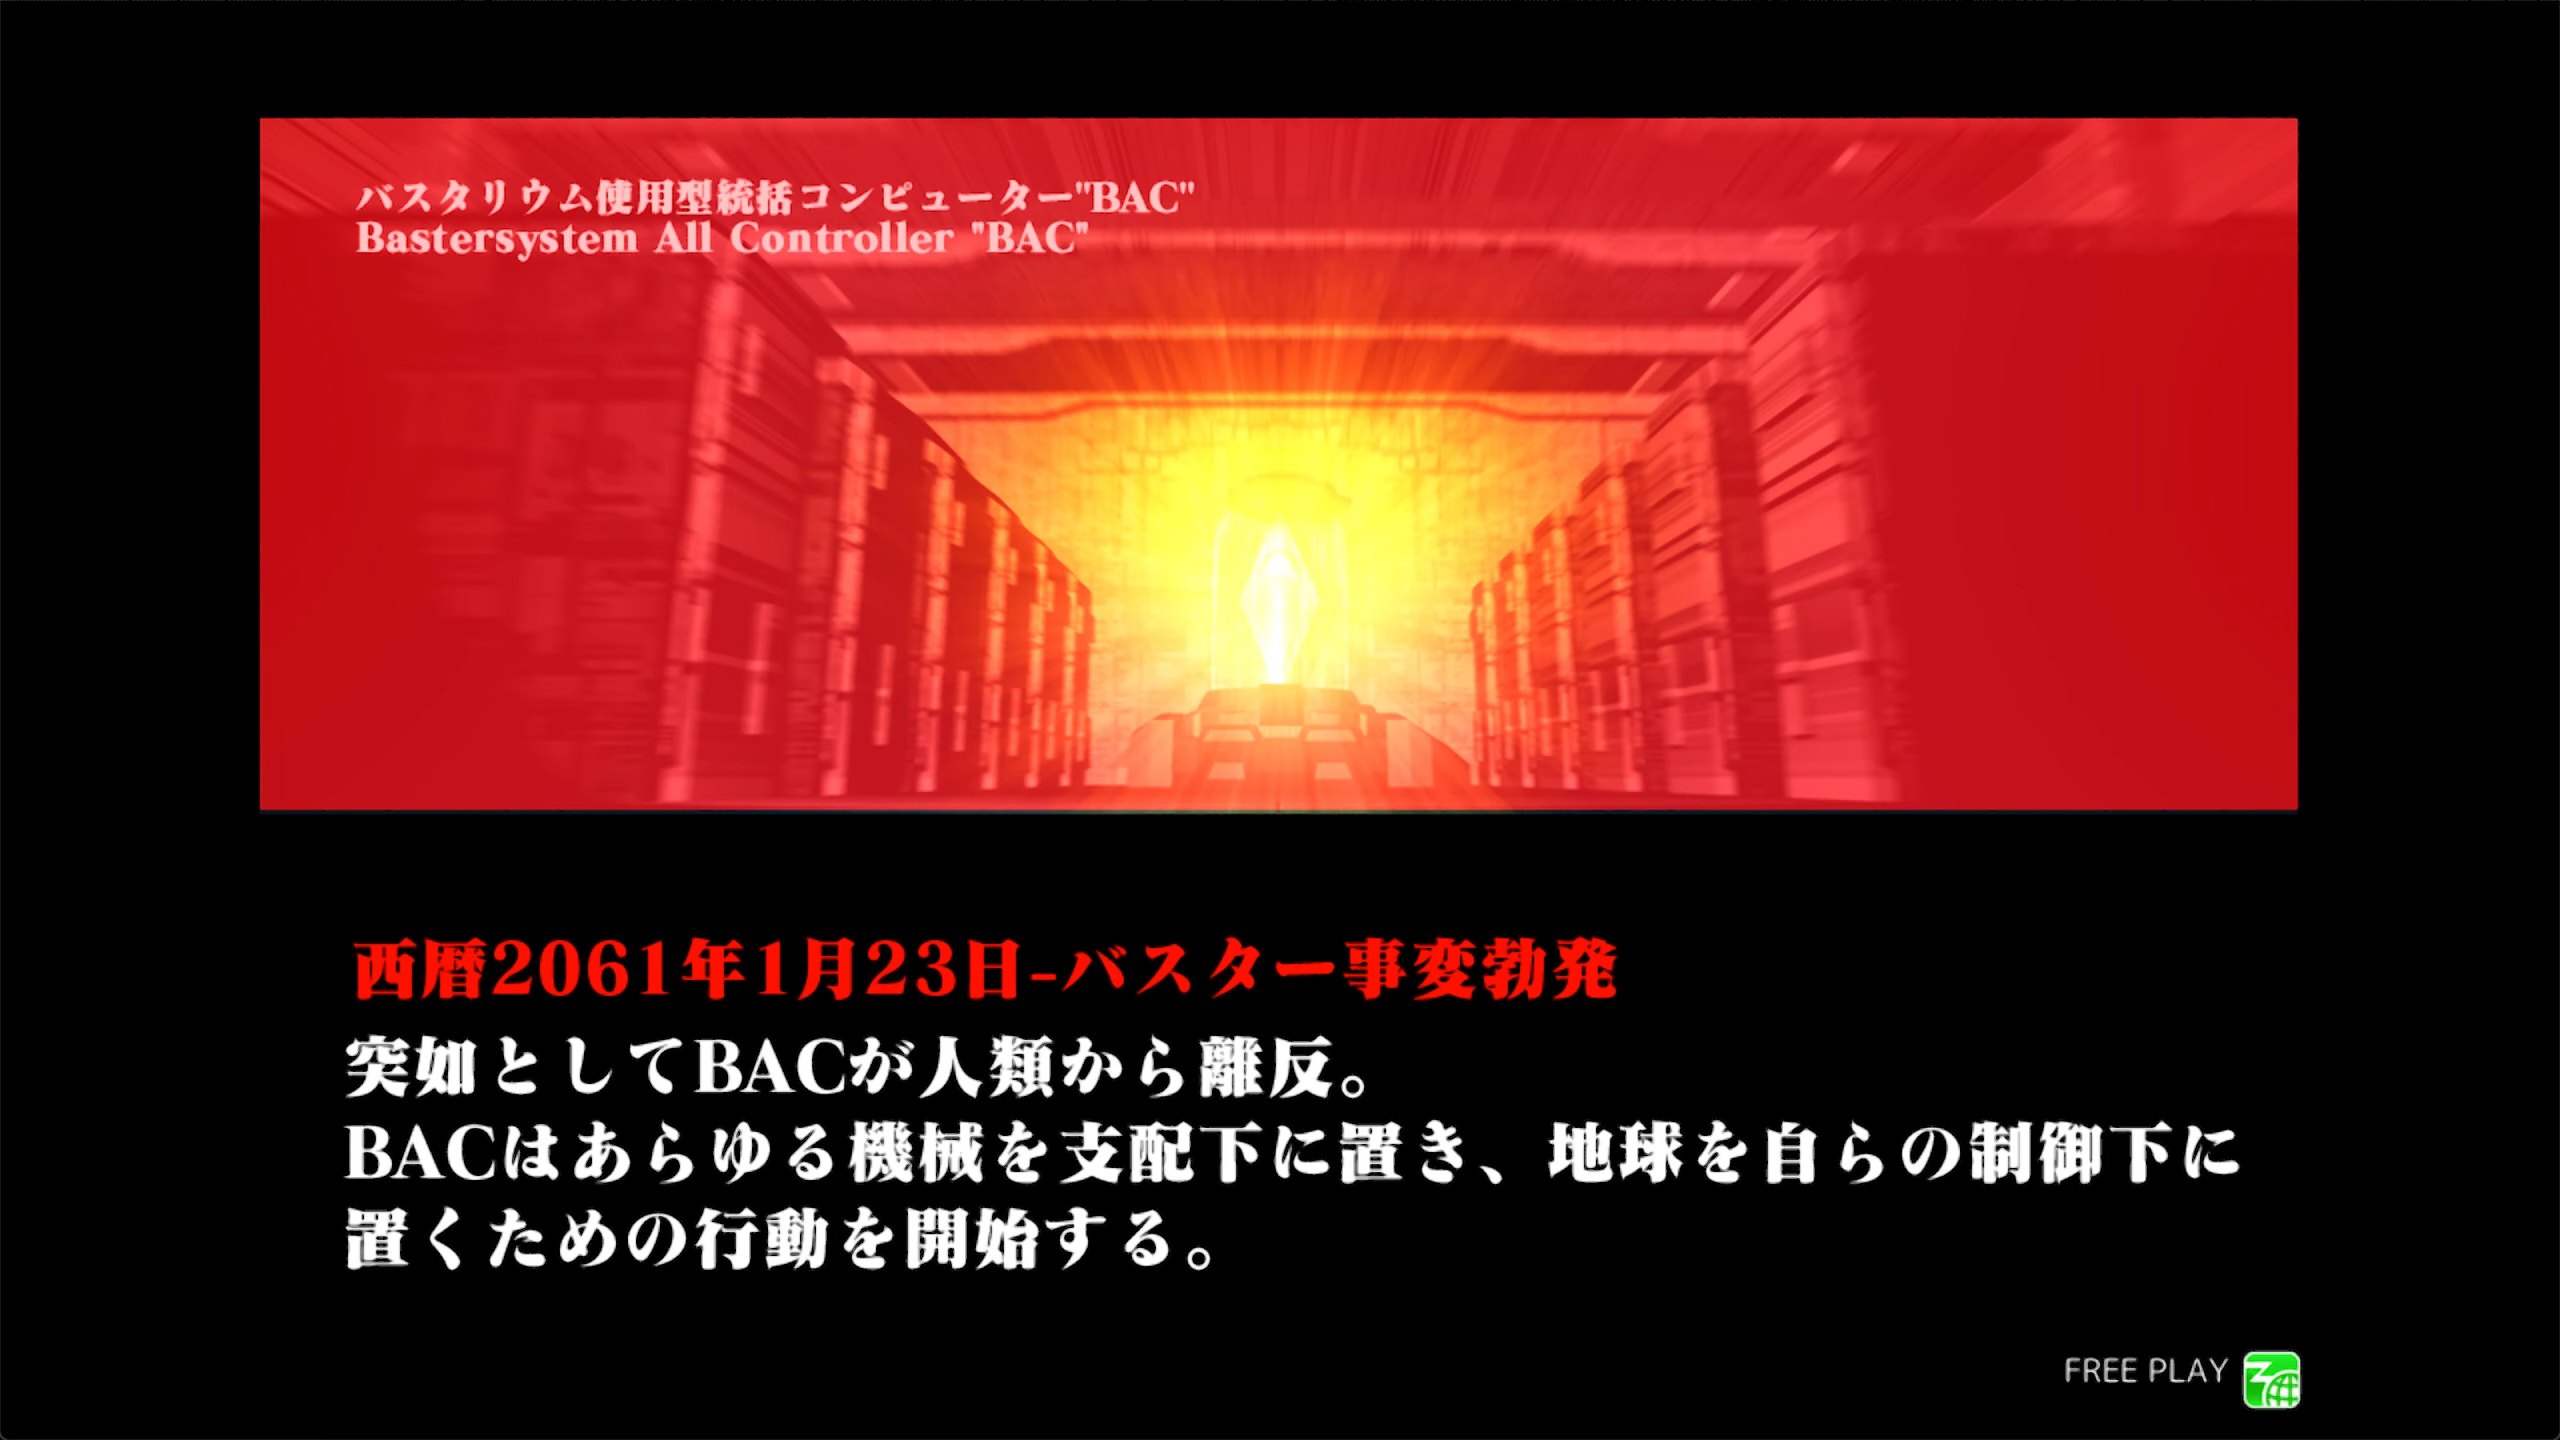 バスタリウム使用型統括コンピューター"BAC"
Bastersystem All Controller "BAC"
西暦2061年1月23日-バスター事変勃発
突如としてBACが人類から離反。
BACはあらゆる機械を支配下に置き、地球を自らの制御下に
置くための行動を開始する。
FREE PLAY